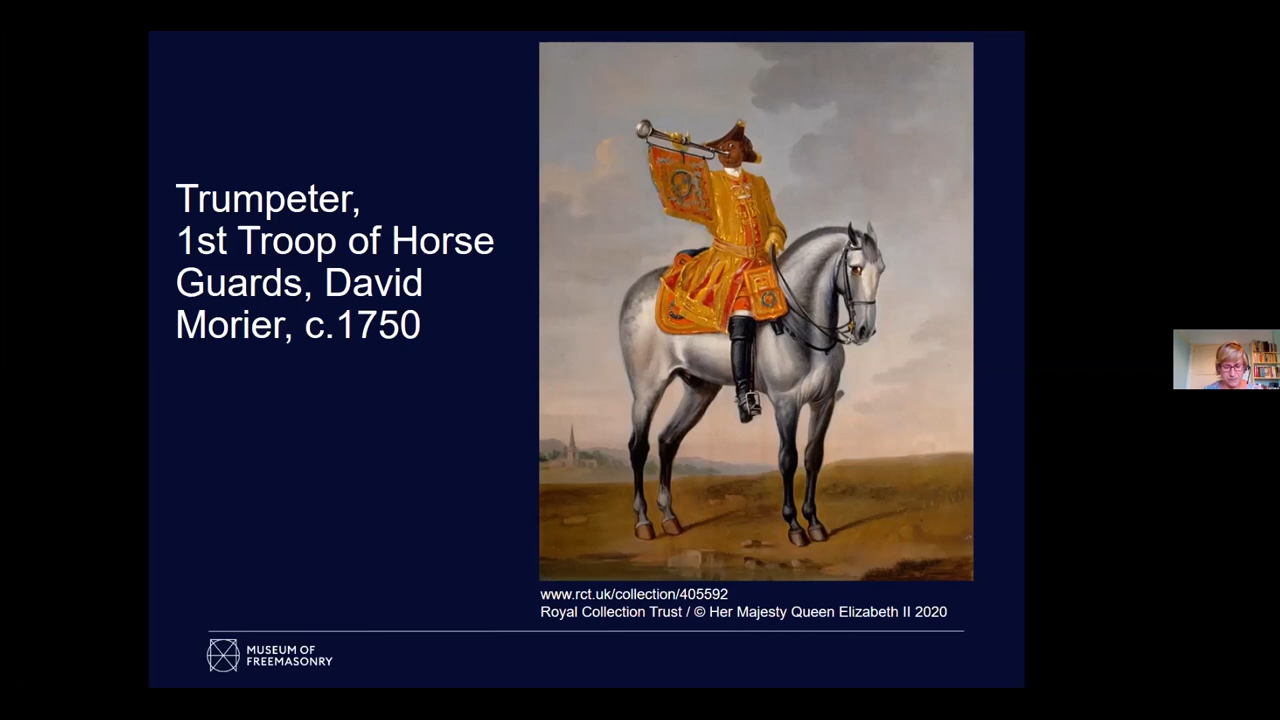 Trumpeter,
1st Troop of Horse
Guards, David
Morier, c.1750
www.rct.uk/collection/405592
Royal Collection Trust / © Her Majesty Queen Elizabeth II 2020
MUSEUM OF
FREEMASONRY